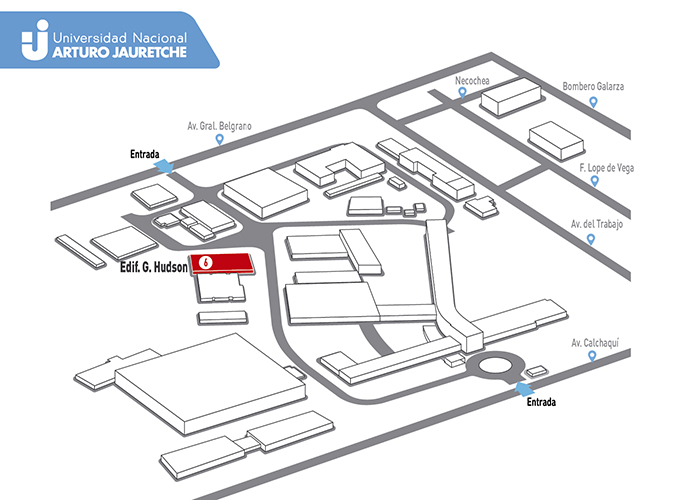 Universidad Nacional
ARTURO JAURETCHE
Necochea
Bombero Galarza
Av. Gral. Belgrano
Entrada
F. Lope de Vega
Av. del Trabajo
Edif. G. Hudson
6
Av. Calchaquí
Entrada